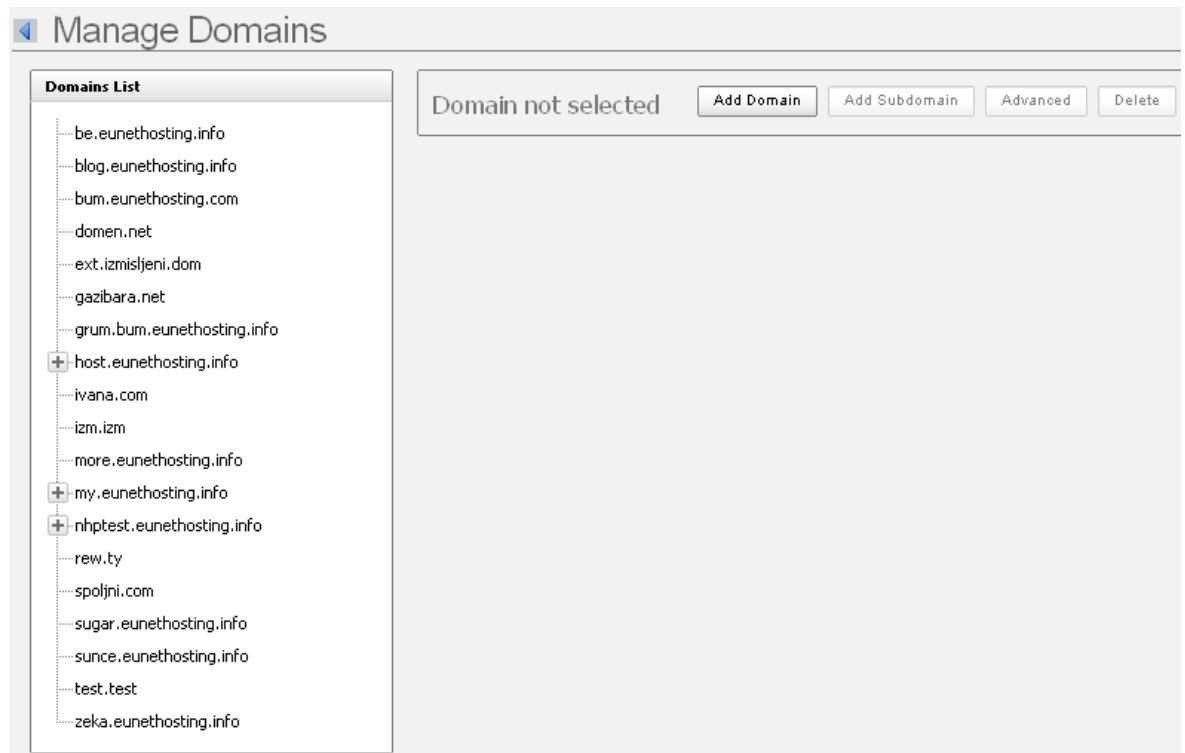 Manage Domains
Domains List
Domain not selected
Add Domain
Add Subdomain
Advanced
Delete
be.eunethosting.info
blog.eunethosting.info
bum.eunethosting.com
domen.net
ext.izmisljeni.dom
gazibara.net
grum.bum.eunethosting.info
host.eunethosting.info
ivana.com
izm.izm
more.eunethosting.info
my.eunethosting.info
nhptest.eunethosting.info
rew.ty
spoljni.com
sugar.eunethosting.info
sunce.eunethosting.info
test.test
zeka.eunethosting.info